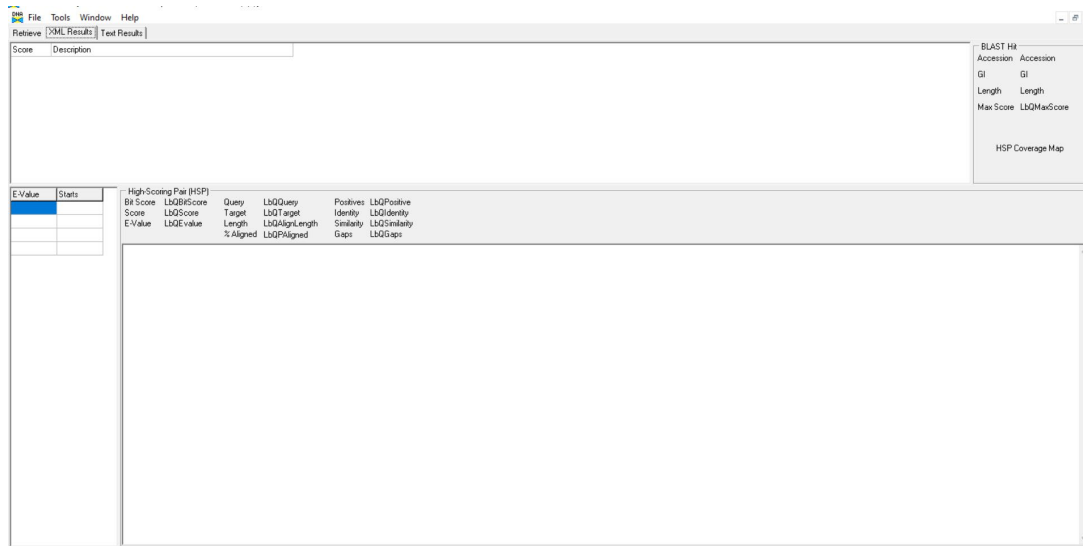 DNA File Tools Window Help
Retrieve XML Results Text Results
Score Description
BLAST Hit
Accession Accession
GI GI
Length Length
Max Score LbQMaxScore
HSP Coverage Map
E-Value Starts
High-Scoring Pair (HSP)
Bit Score LbQBitScore Query LbQQuery Positives LbQPositive
Score LbQScore Target LbQTarget Identity LbQIdentity
E-Value LbQEvalue Length LbQAlignLength Similarity LbQSimilarity
% Aligned LbQPAligned Gaps LbQGaps